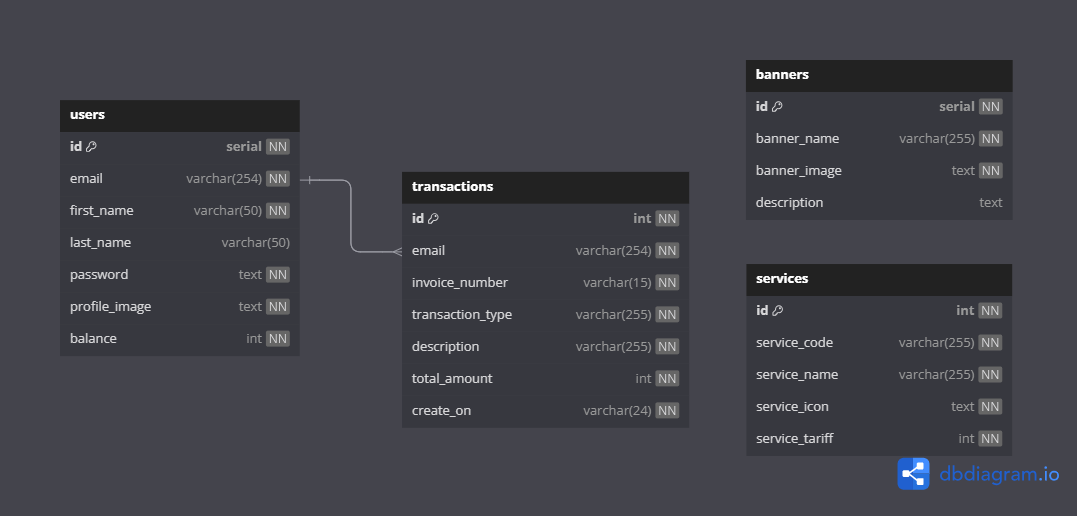 users
id serial NN
email varchar(254) NN
first_name varchar(50) NN
last_name varchar(50)
password text NN
profile_image text NN
balance int NN
transactions
id int NN
email varchar(254) NN
invoice_number varchar(15) NN
transaction_type varchar(255) NN
description varchar(255) NN
total_amount int NN
create_on varchar(24) NN
banners
id serial NN
banner_name varchar(255) NN
banner_image text NN
description text
services
id int NN
service_code varchar(255) NN
service_name varchar(255) NN
service_icon text NN
service_tariff int NN
dbdiagram.io